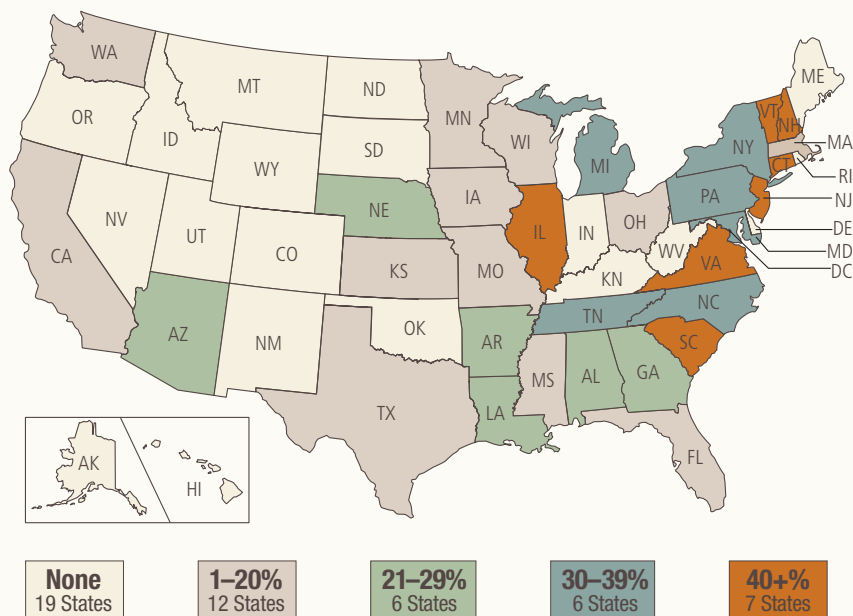 WA
MT
ND
ME
OR
MN
VT
NH
ID
SD
WI
NY
MA
WY
MI
CT
RI
IA
PA
NJ
NE
NV
OH
DE
IL
IN
UT
WV
MD
CA
CO
VA
DC
KS
MO
KN
NC
TN
AZ
OK
NM
AR
SC
MS
AL
GA
TX
LA
FL
AK
HI
None
19 States
1–20%
12 States
21–29%
6 States
30–39%
6 States
40+%
7 States